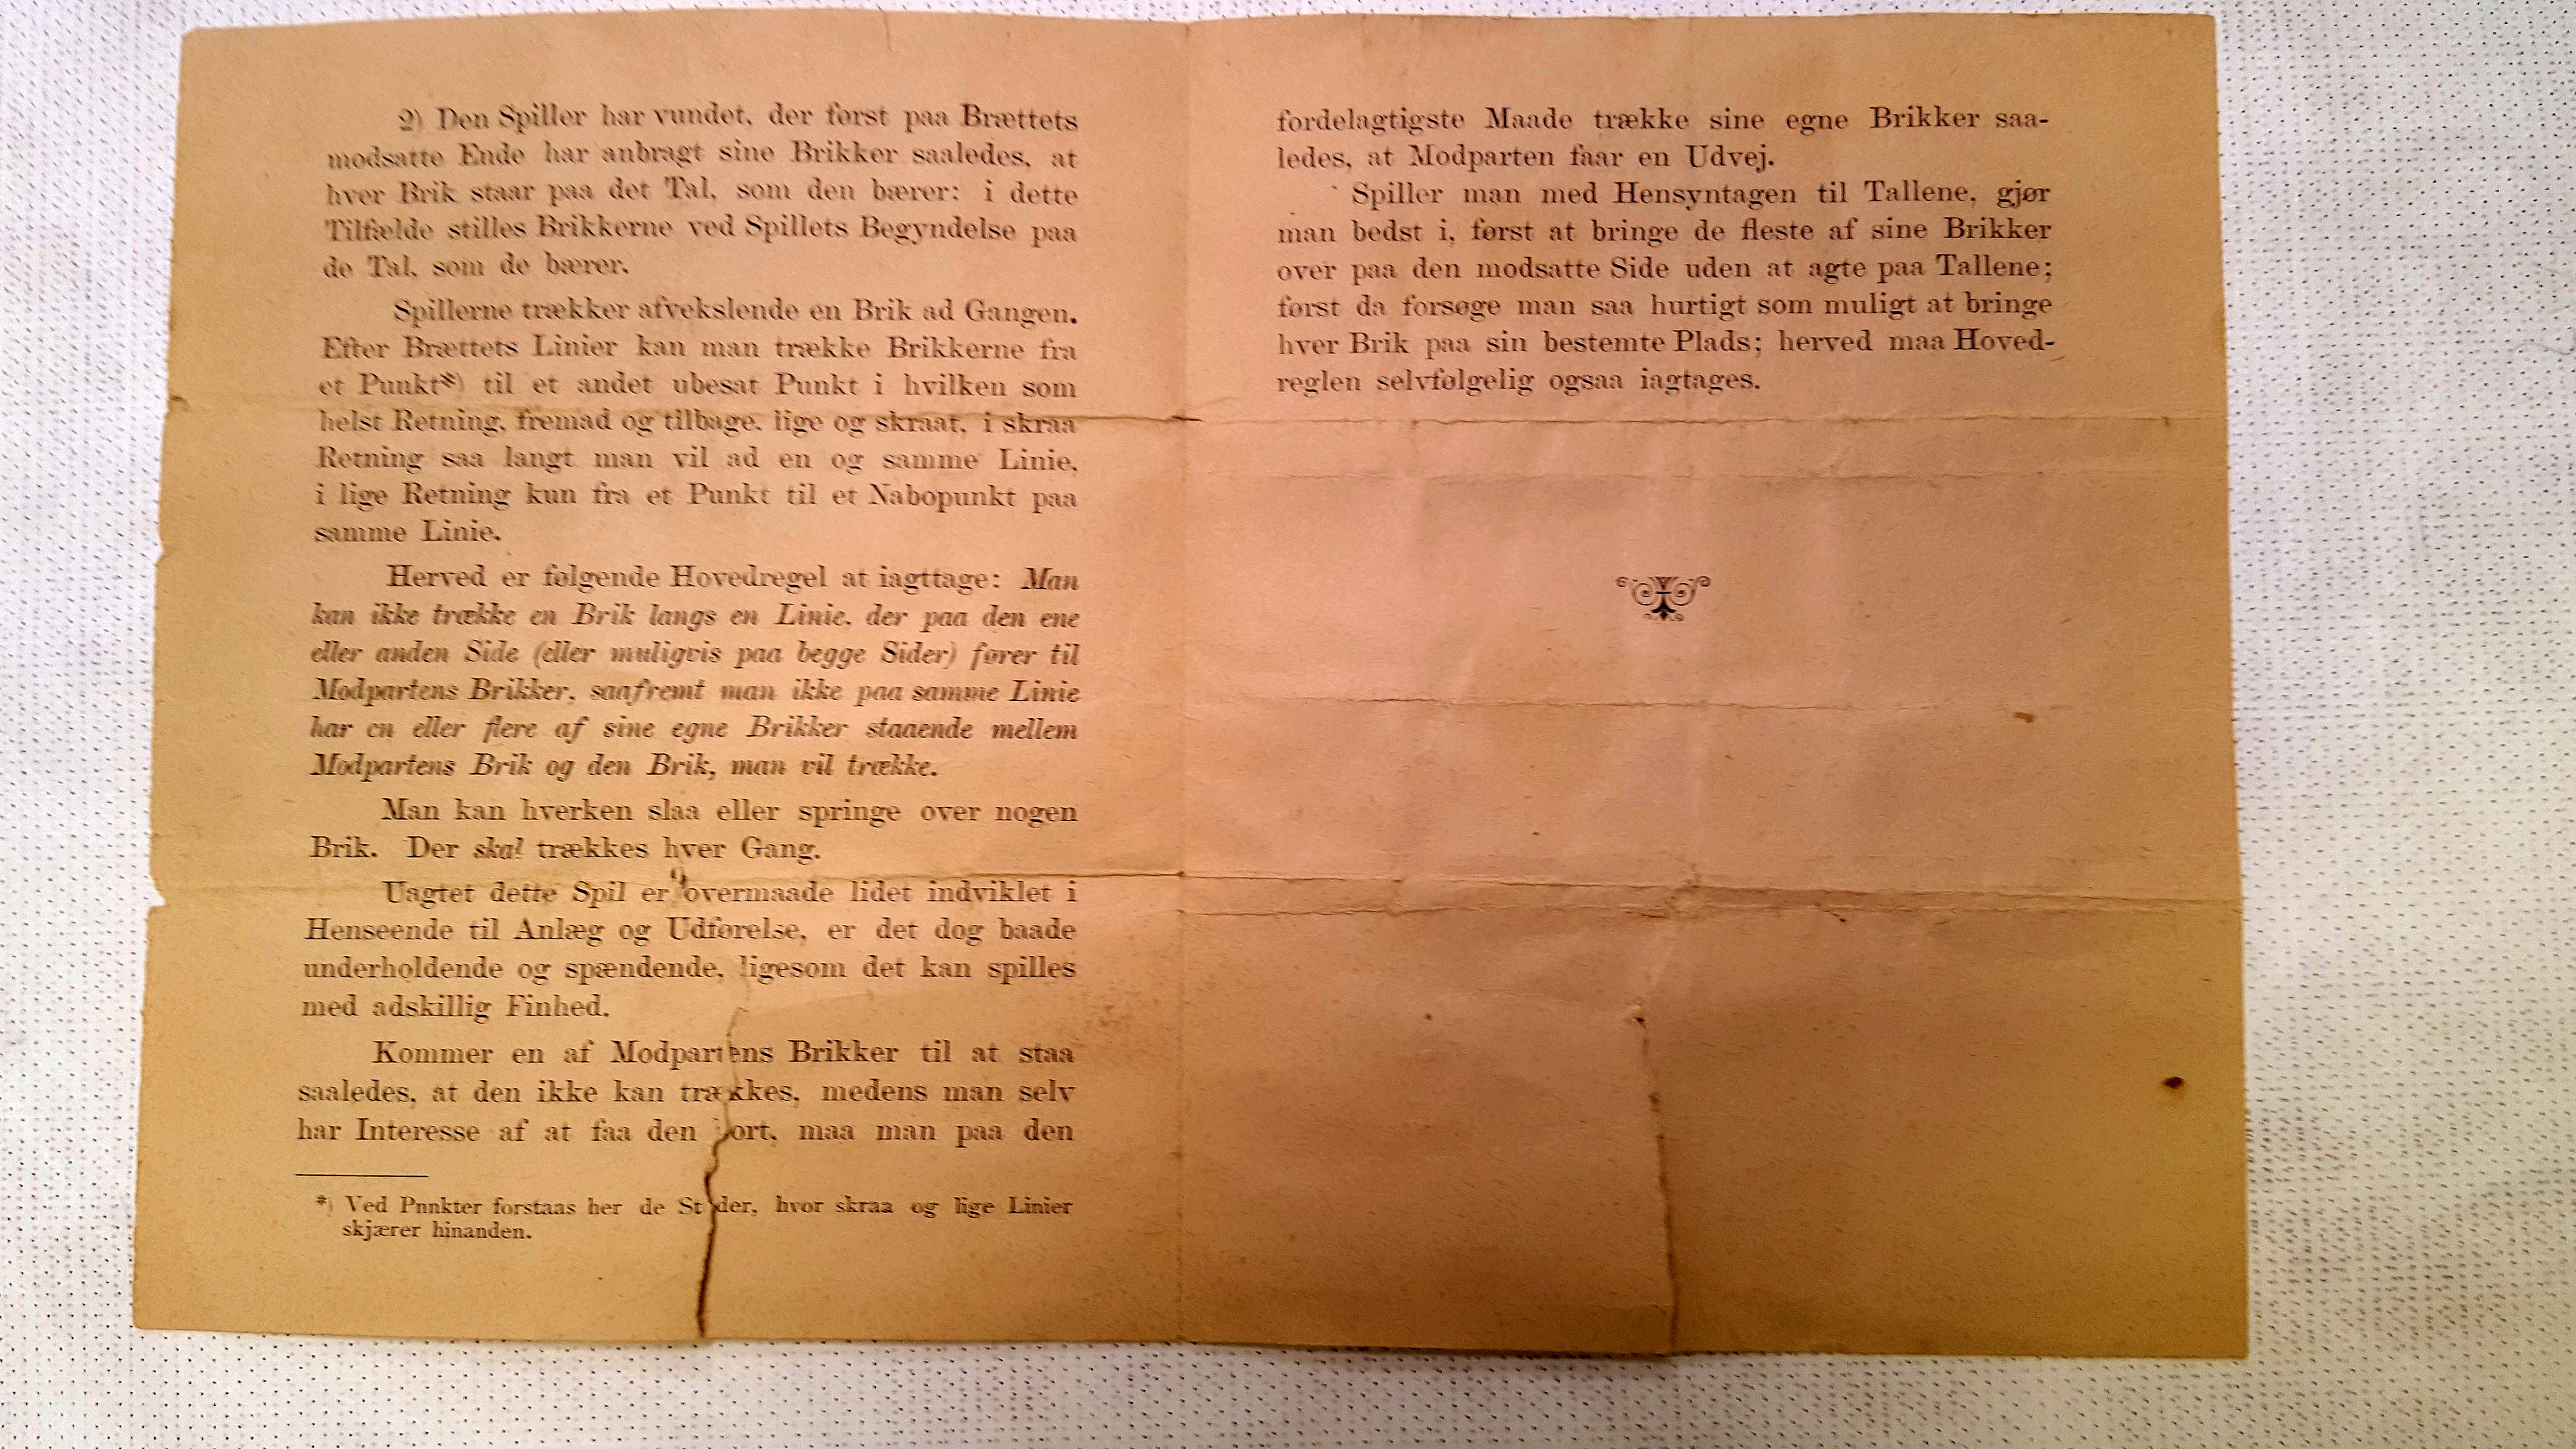 2) Den Spiller har vundet, der først paa Brættets
modsatte Ende har anbragt sine Brikker saaledes, at
hver Brik staar paa det Tal, som den bærer: i dette
Tilfælde stilles Brikkerne ved Spillets Begyndelse paa
de Tal, som de bærer.
Spillerne trækker afvekslende en Brik ad Gangen.
Efter Brættets Linier kan man trække Brikkerne fra
et Punkt*) til et andet ubesat Punkt i hvilken som
helst Retning, fremad og tilbage, lige og skraat, i skraa
Retning saa langt man vil ad en og samme Linie,
i lige Retning kun fra et Punkt til et Nabopunkt paa
samme Linie.
Herved er følgende Hovedregel at iagttage: Man
kan ikke trække en Brik langs en Linie, der paa den ene
eller anden Side (eller muligvis paa begge Sider) fører til
Modpartens Brikker, saafremt man ikke paa samme Linie
har en eller flere af sine egne Brikker staaende mellem
Modpartens Brik og den Brik, man vil trække.
Man kan hverken slaa eller springe over nogen
Brik. Der skal trækkes hver Gang.
Uagtet dette Spil er overmaade lidet indviklet i
Henseende til Anlæg og Udførelse, er det dog baade
underholdende og spændende, ligesom det kan spilles
med adskillig Finhed.
Kommer en af Modpartens Brikker til at staa
saaledes, at den ikke kan trækkes, medens man selv
har Interesse af at faa den bort, maa man paa den
*) Ved Pnnkter forstaas her de Steder, hvor skraa og lige Linier
skjærer hinanden.
fordelagtigste Maade trække sine egne Brikker saa-
ledes, at Modparten faar en Udvej.
Spiller man med Hensyntagen til Tallene, gjør
man bedst i, først at bringe de fleste af sine Brikker
over paa den modsatte Side uden at agte paa Tallene;
først da forsøge man saa hurtigt som muligt at bringe
hver Brik paa sin bestemte Plads; herved maa Hoved-
reglen selvfølgelig ogsaa iagtages.